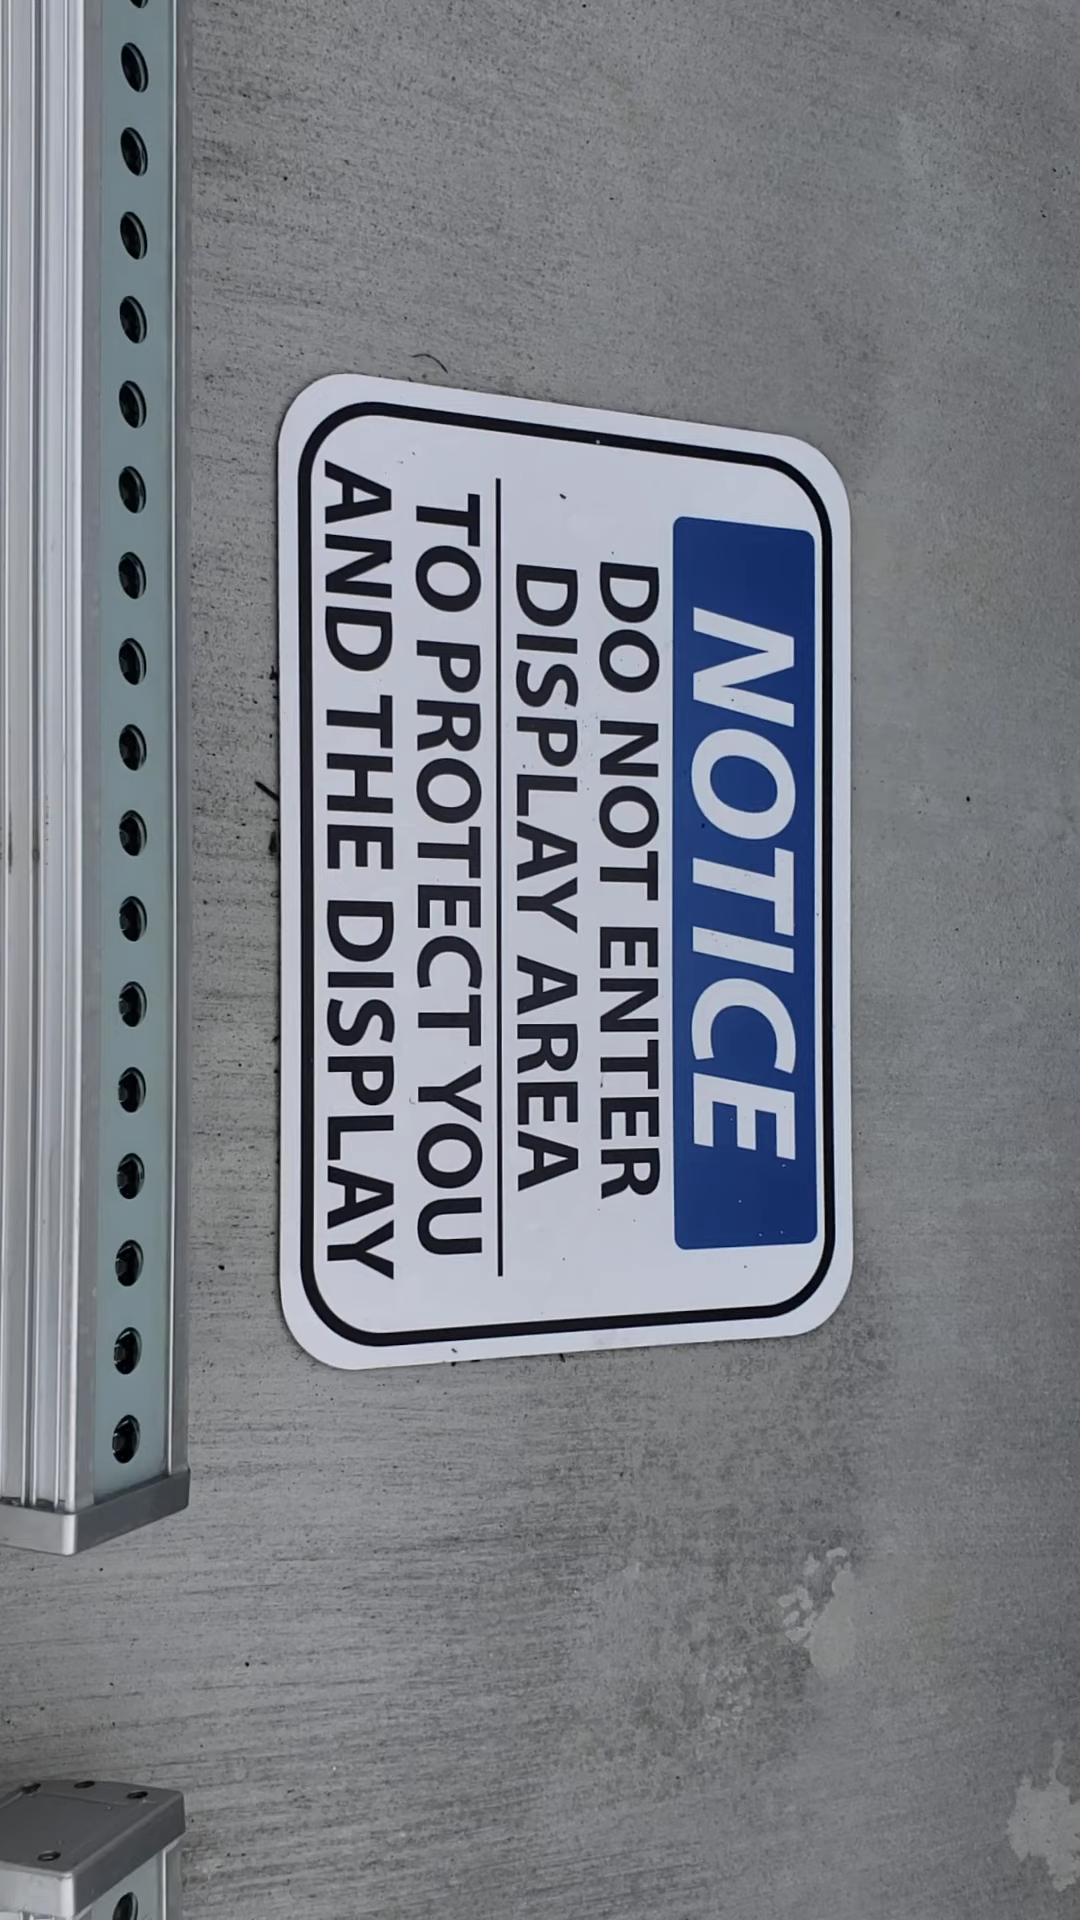 NOTICE
DO NOT ENTER
DISPLAY AREA
TO PROTECT YOU
AND THE DISPLAY